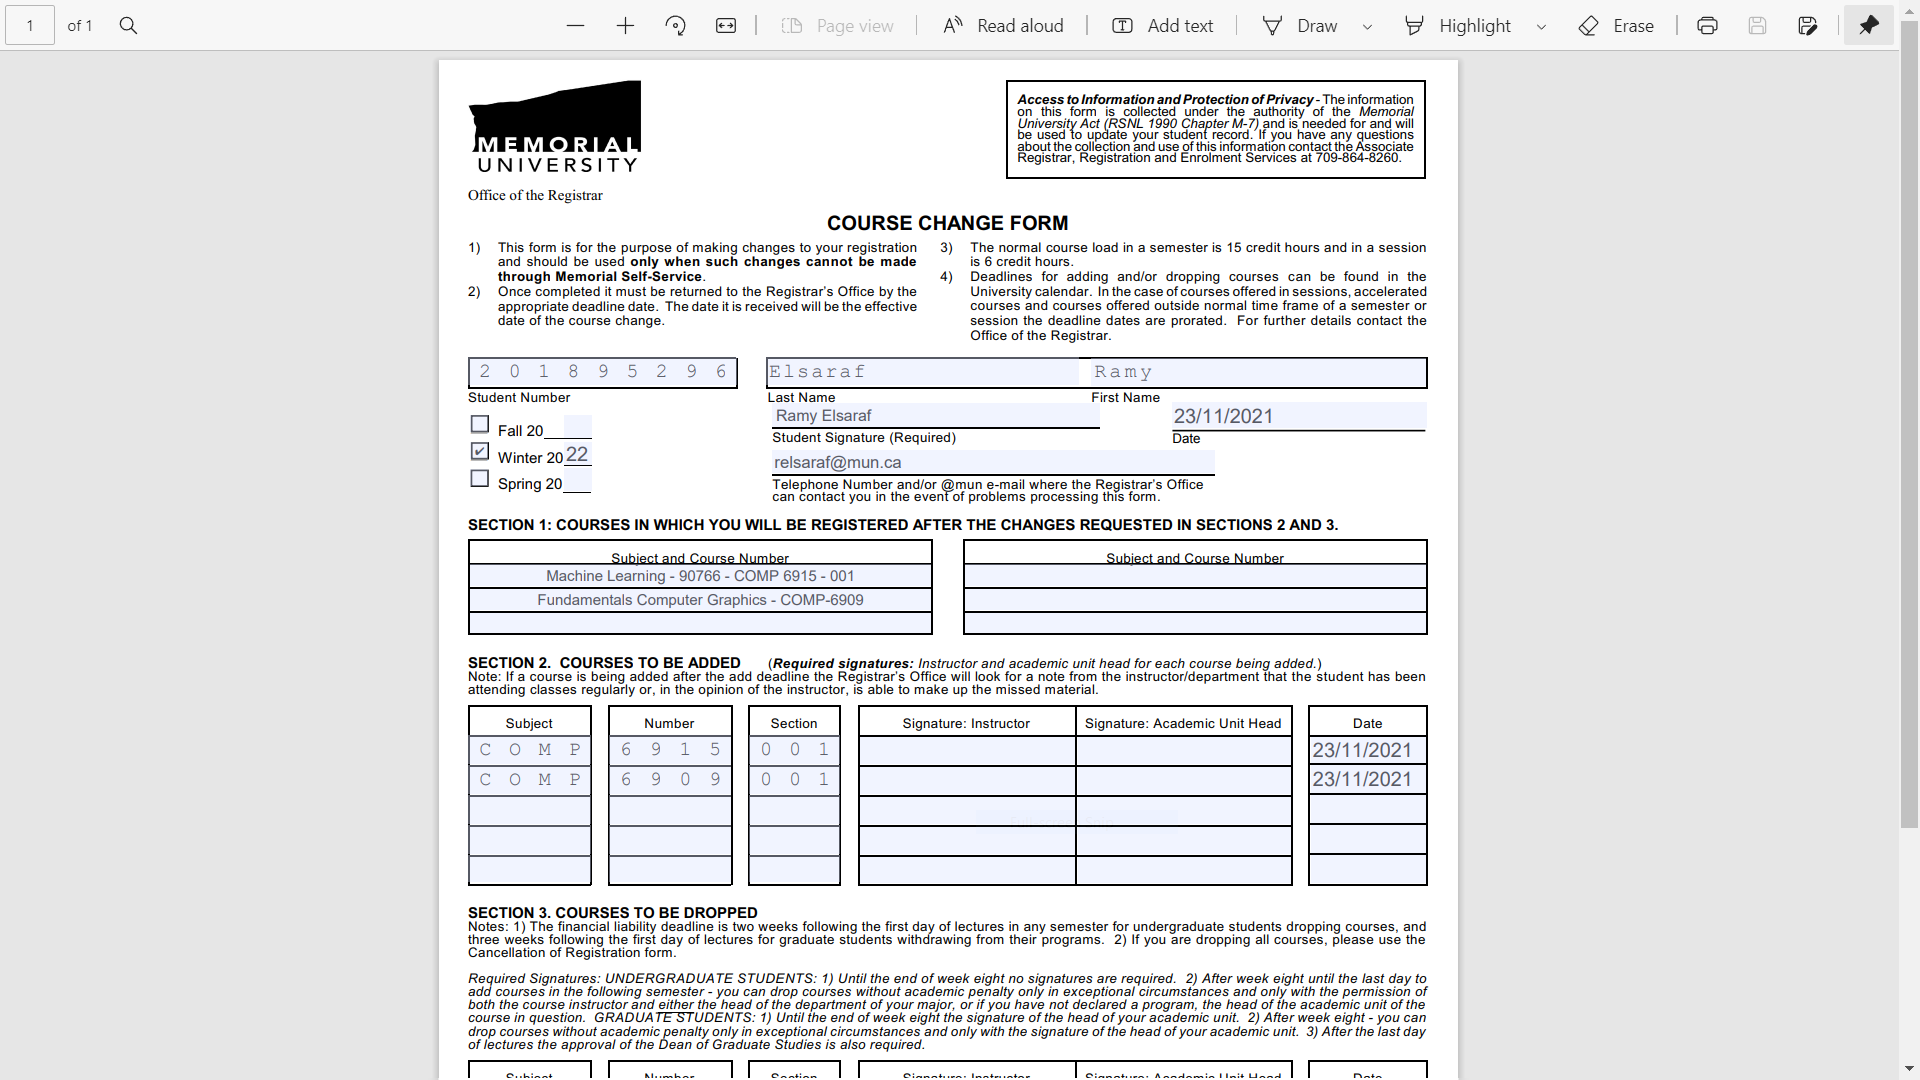 1 of 1 Page view Read aloud Add text Draw Highlight Erase
MEMORIAL
UNIVERSITY
Office of the Registrar
Access to Information and Protection of Privacy - The information
on this form is collected under the authority of the Memorial
University Act (RSNL 1990 Chapter M-7) and is needed for and will
be used to update your student record. If you have any questions
about the collection and use of this information contact the Associate
Registrar, Registration and Enrolment Services at 709-864-8260.
COURSE CHANGE FORM
1) This form is for the purpose of making changes to your registration
and should be used only when such changes cannot be made
through Memorial Self-Service.
2) Once completed it must be returned to the Registrar's Office by the
appropriate deadline date. The date it is received will be the effective
date of the course change.
3) The normal course load in a semester is 15 credit hours and in a session
is 6 credit hours.
4) Deadlines for adding and/or dropping courses can be found in the
University calendar. In the case of courses offered in sessions, accelerated
courses and courses offered outside normal time frame of a semester or
session the deadline dates are prorated. For further details contact the
Office of the Registrar.
2 0 1 8 9 5 2 9 6 Elsaraf Ramy
Student Number Last Name First Name
Fall 20
Winter 20 22
Spring 20
Ramy Elsaraf 23/11/2021
Student Signature (Required) Date
relsaraf@mun.ca
Telephone Number and/or @mun e-mail where the Registrar's Office
can contact you in the event of problems processing this form.
SECTION 1: COURSES IN WHICH YOU WILL BE REGISTERED AFTER THE CHANGES REQUESTED IN SECTIONS 2 AND 3.
Subject and Course Number Subject and Course Number
Machine Learning - 90766 - COMP 6915 - 001
Fundamentals Computer Graphics - COMP-6909
SECTION 2. COURSES TO BE ADDED (Required signatures: Instructor and academic unit head for each course being added.)
Note: If a course is being added after the add deadline the Registrar's Office will look for a note from the instructor/department that the student has been
attending classes regularly or, in the opinion of the instructor, is able to make up the missed material.
Subject Number Section Signature: Instructor Signature: Academic Unit Head Date
C O M P 6 9 1 5 0 0 1 23/11/2021
C O M P 6 9 0 9 0 0 1 23/11/2021
SECTION 3. COURSES TO BE DROPPED
Notes: 1) The financial liability deadline is two weeks following the first day of lectures in any semester for undergraduate students dropping courses, and
three weeks following the first day of lectures for graduate students withdrawing from their programs. 2) If you are dropping all courses, please use the
Cancellation of Registration form.
Required Signatures: UNDERGRADUATE STUDENTS: 1) Until the end of week eight no signatures are required. 2) After week eight until the last day to
add courses in the following semester - you can drop courses without academic penalty only in exceptional circumstances and only with the permission of
both the course instructor and either the head of the department of your major, or if you have not declared a program, the head of the academic unit of the
course in question. GRADUATE STUDENTS: 1) Until the end of week eight the signature of the head of your academic unit. 2) After week eight - you can
drop courses without academic penalty only in exceptional circumstances and only with the signature of the head of your academic unit. 3) After the last day
of lectures the approval of the Dean of Graduate Studies is also required.
Subject Number Section Signature: Instructor Signature: Academic Unit Head Date